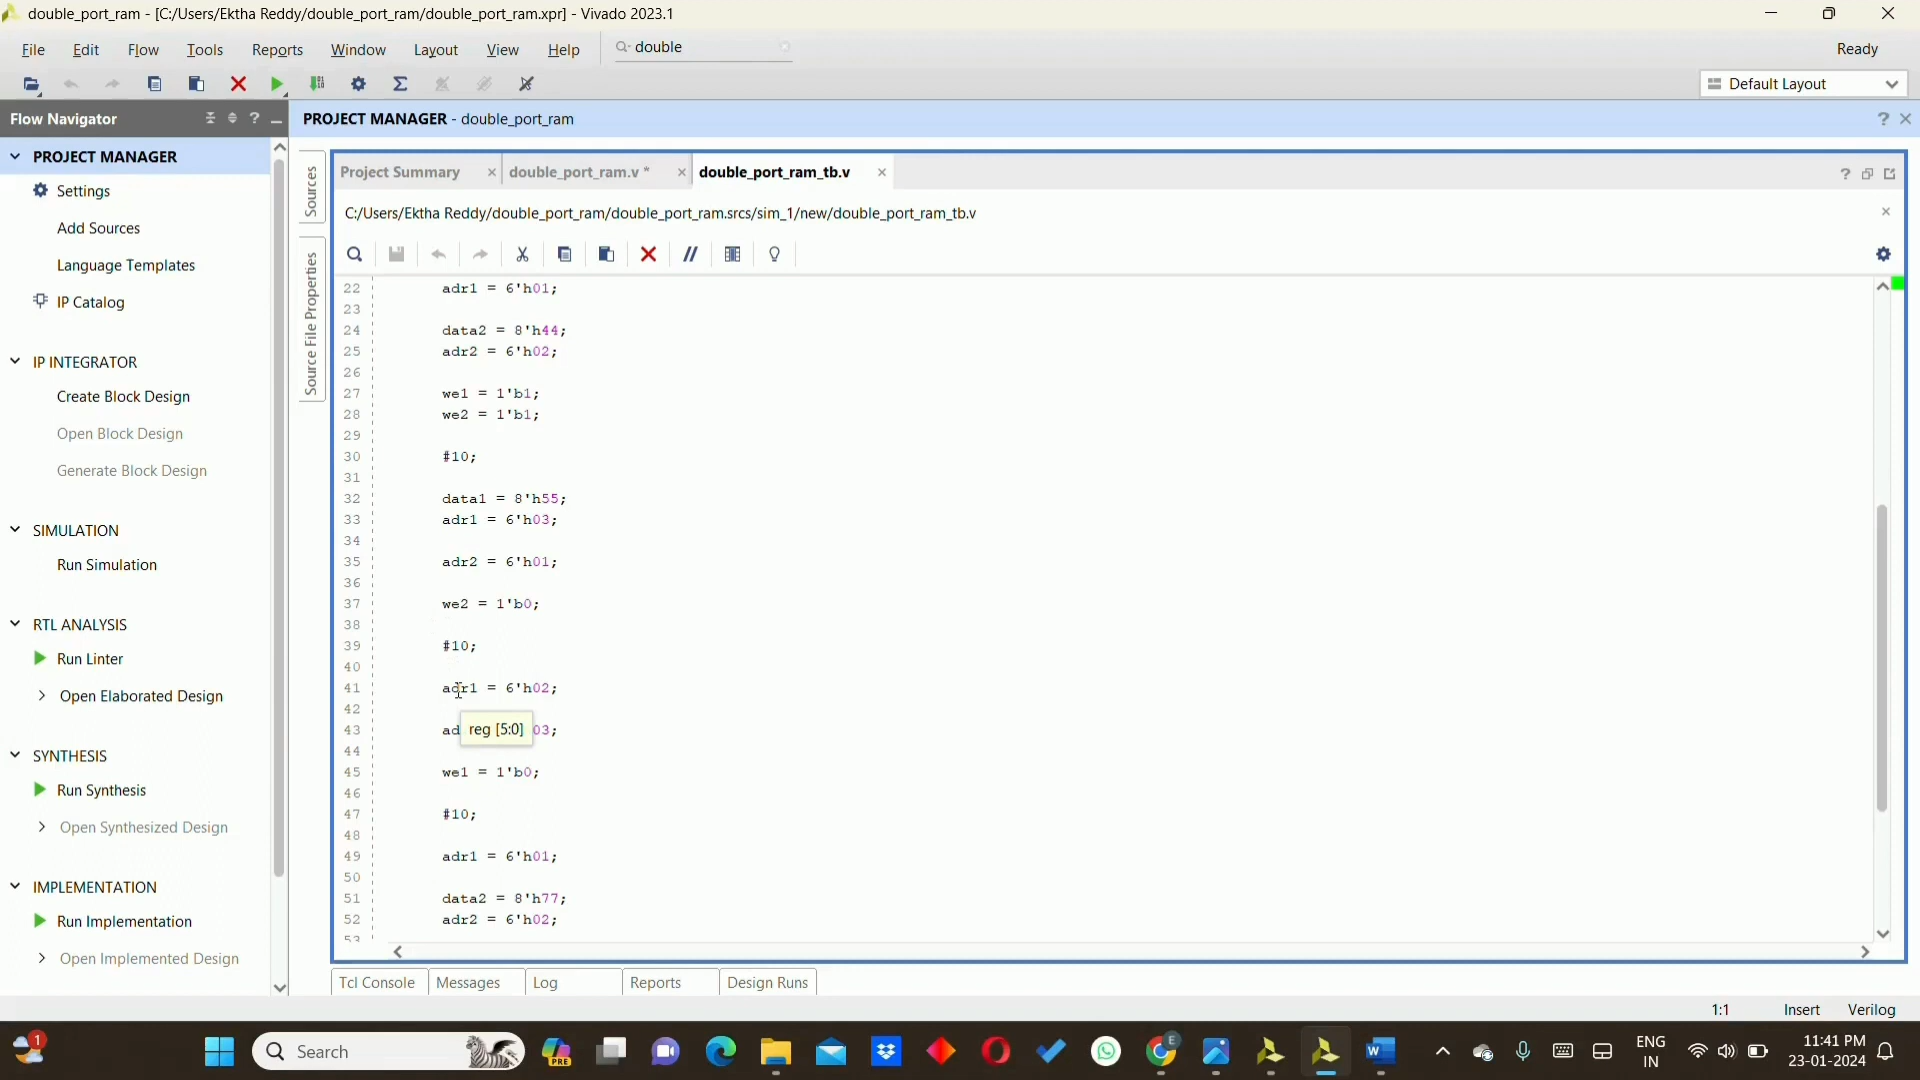 double_port_ram - [C:/Users/Ektha Reddy/double_port_ram/double_port_ram.xpr] - Vivado 2023.1
File Edit Flow Tools Reports Window Layout View Help
double
Ready
Default Layout
Flow Navigator
PROJECT MANAGER - double_port_ram
PROJECT MANAGER
Settings
Add Sources
Language Templates
IP Catalog
IP INTEGRATOR
Create Block Design
Open Block Design
Generate Block Design
SIMULATION
Run Simulation
RTL ANALYSIS
Run Linter
Open Elaborated Design
SYNTHESIS
Run Synthesis
Open Synthesized Design
IMPLEMENTATION
Run Implementation
Open Implemented Design
Sources
Source File Properties
Project Summary
double_port_ram.v *
double_port_ram_tb.v
C:/Users/Ektha Reddy/double_port_ram/double_port_ram.srcs/sim_1/new/double_port_ram_tb.v
22 adr1 = 6'h01;
23
24 data2 = 8'h44;
25 adr2 = 6'h02;
26
27 we1 = 1'b1;
28 we2 = 1'b1;
29
30 #10;
31
32 data1 = 8'h55;
33 adr1 = 6'h03;
34
35 adr2 = 6'h01;
36
37 we2 = 1'b0;
38
39 #10;
40
41 adr1 = 6'h02;
42
43 ad 03;
reg [5:0]
44
45 we1 = 1'b0;
46
47 #10;
48
49 adr1 = 6'h01;
50
51 data2 = 8'h77;
52 adr2 = 6'h02;
53
Tcl Console Messages Log Reports Design Runs
1:1 Insert Verilog
1
Search
PRE
E
ENG
IN
11:41 PM
23-01-2024